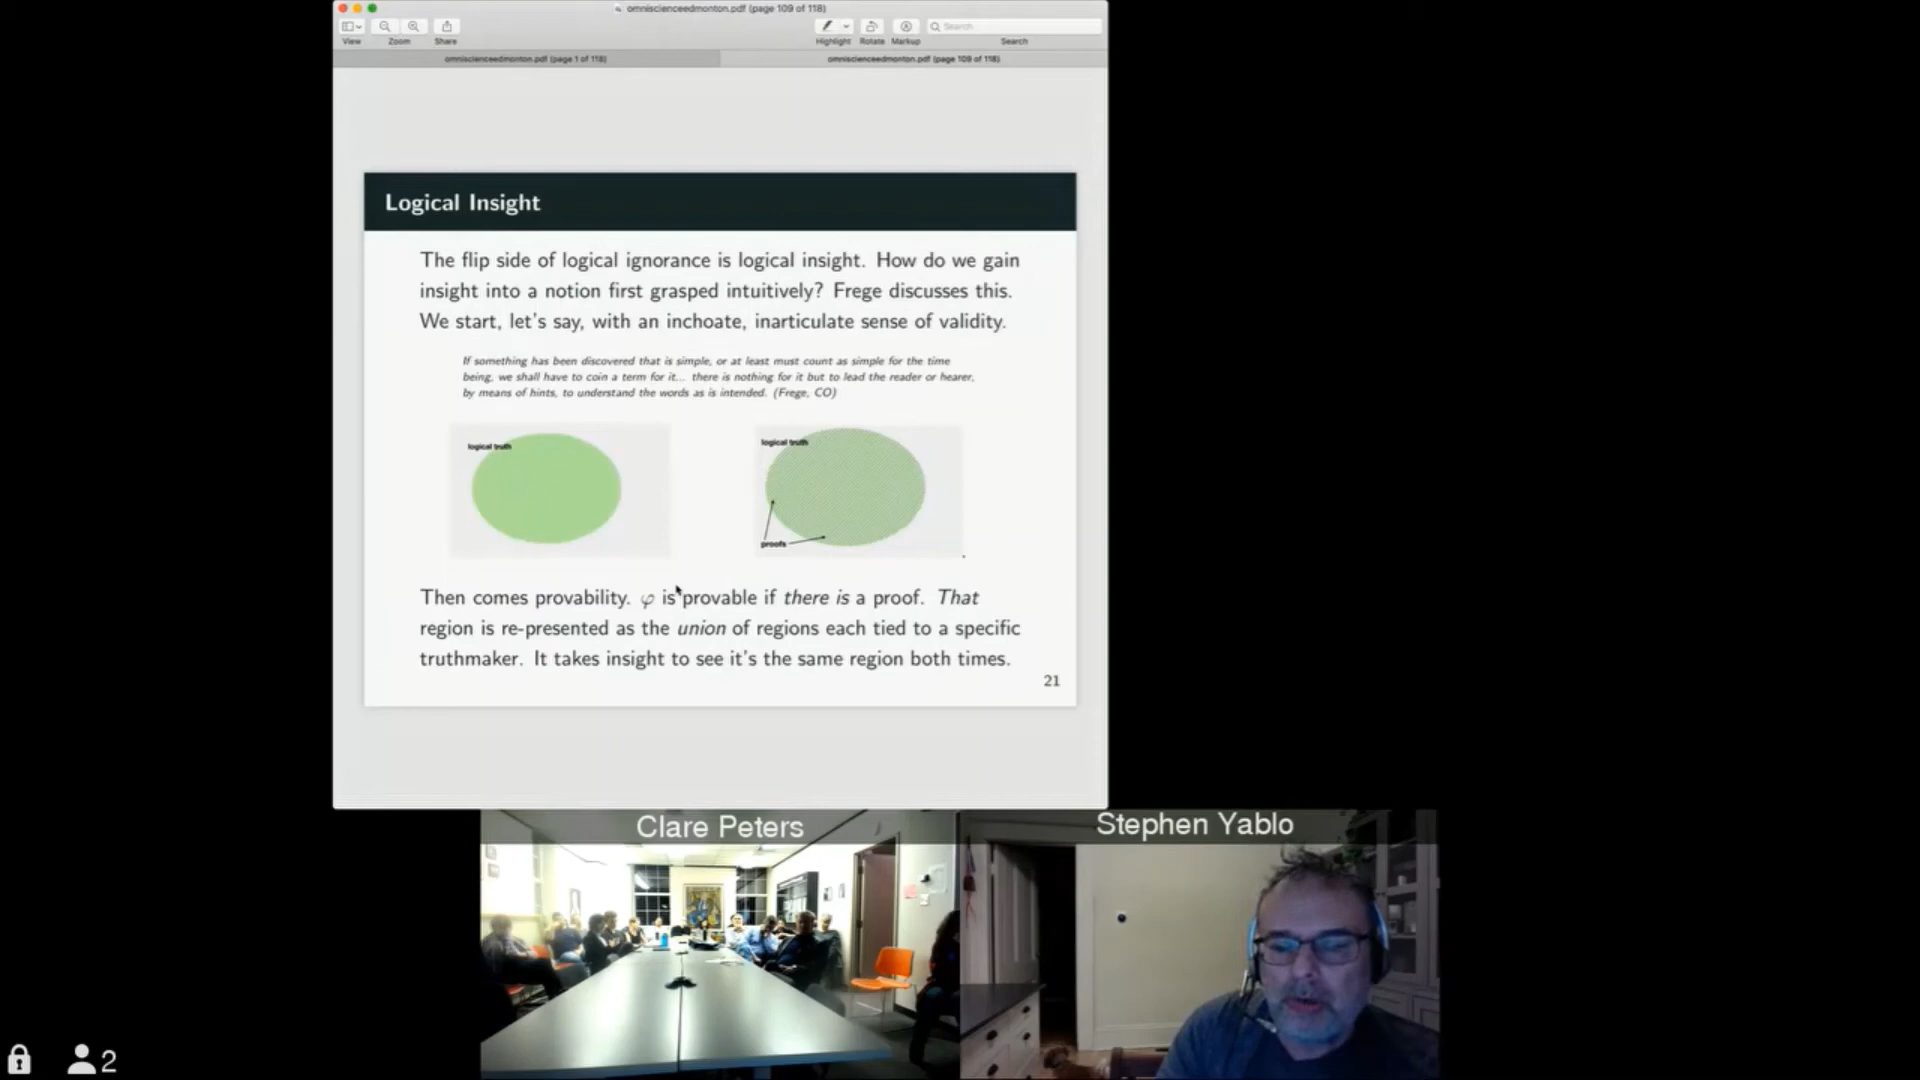 omniscienceedmonton.pdf (page 109 of 118)
View
Zoom
Share
Highlight
Rotate
Markup
Search
Search
omniscienceedmonton.pdf (page 1 of 118)
omniscienceedmonton.pdf (page 109 of 118)
Logical Insight
The flip side of logical ignorance is logical insight. How do we gain
insight into a notion first grasped intuitively? Frege discusses this.
We start, let's say, with an inchoate, inarticulate sense of validity.
If something has been discovered that is simple, or at least must count as simple for the time
being, we shall have to coin a term for it... there is nothing for it but to lead the reader or hearer,
by means of hints, to understand the words as is intended. (Frege, CO)
logical truth
logical truth
proofs
Then comes provability. φ is provable if there is a proof. That
region is re-presented as the union of regions each tied to a specific
truthmaker. It takes insight to see it's the same region both times.
21
Clare Peters
Stephen Yablo
2